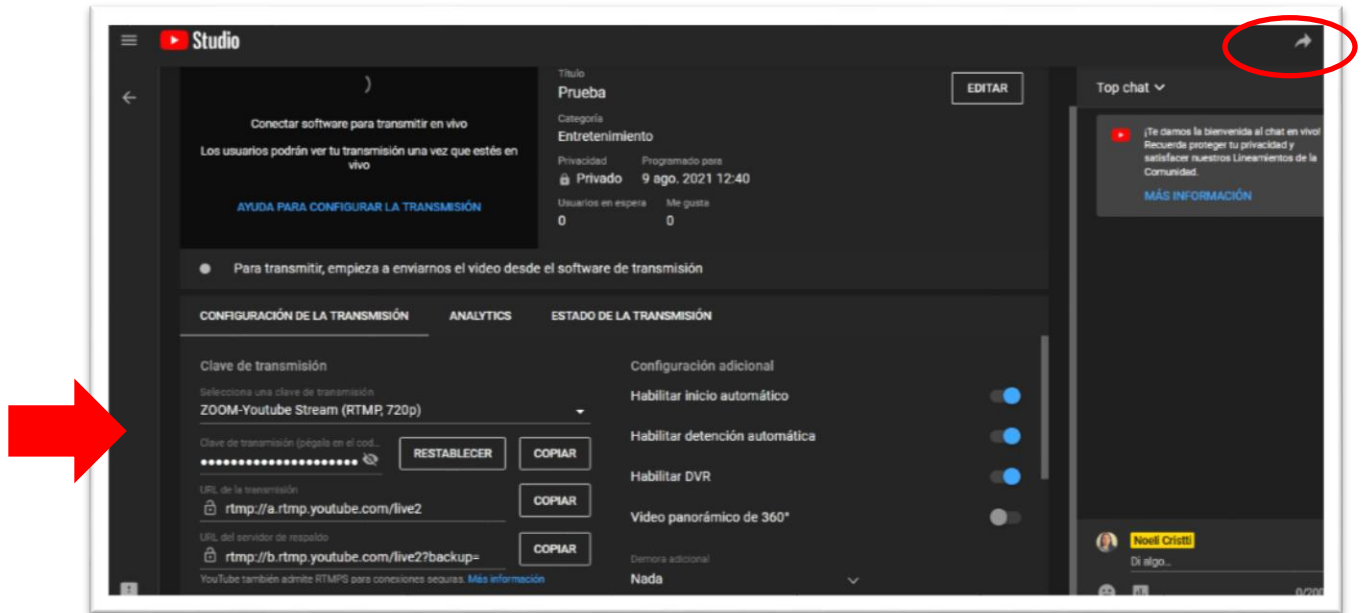 Studio
Conectar software para transmitir en vivo
Los usuarios podrán ver tu transmisión una vez que estés en
vivo
AYUDA PARA CONFIGURAR LA TRANSMISIÓN
Título
Prueba
EDITAR
Categoría
Entretenimiento
Privacidad Programado para
Privado 9 ago. 2021 12:40
Usuarios en espera Me gusta
0 0
Top chat
¡Te damos la bienvenida al chat en vivo!
Recuerda proteger tu privacidad y
satisfacer nuestros Lineamientos de la
Comunidad.
MÁS INFORMACIÓN
Para transmitir, empieza a enviarnos el video desde el software de transmisión
CONFIGURACIÓN DE LA TRANSMISIÓN ANALYTICS ESTADO DE LA TRANSMISIÓN
Clave de transmisión
Selecciona una clave de transmisión
ZOOM-Youtube Stream (RTMP, 720p)
Clave de transmisión (pégala en el cod...
RESTABLECER COPIAR
URL de la transmisión
rtmp://a.rtmp.youtube.com/live2
COPIAR
URL del servidor de respaldo
rtmp://b.rtmp.youtube.com/live2?backup=
COPIAR
YouTube también admite RTMPS para conexiones seguras. Más información
Configuración adicional
Habilitar inicio automático
Habilitar detención automática
Habilitar DVR
Video panorámico de 360°
Demora adicional
Nada
Noeli Cristti
Di algo...
0/200